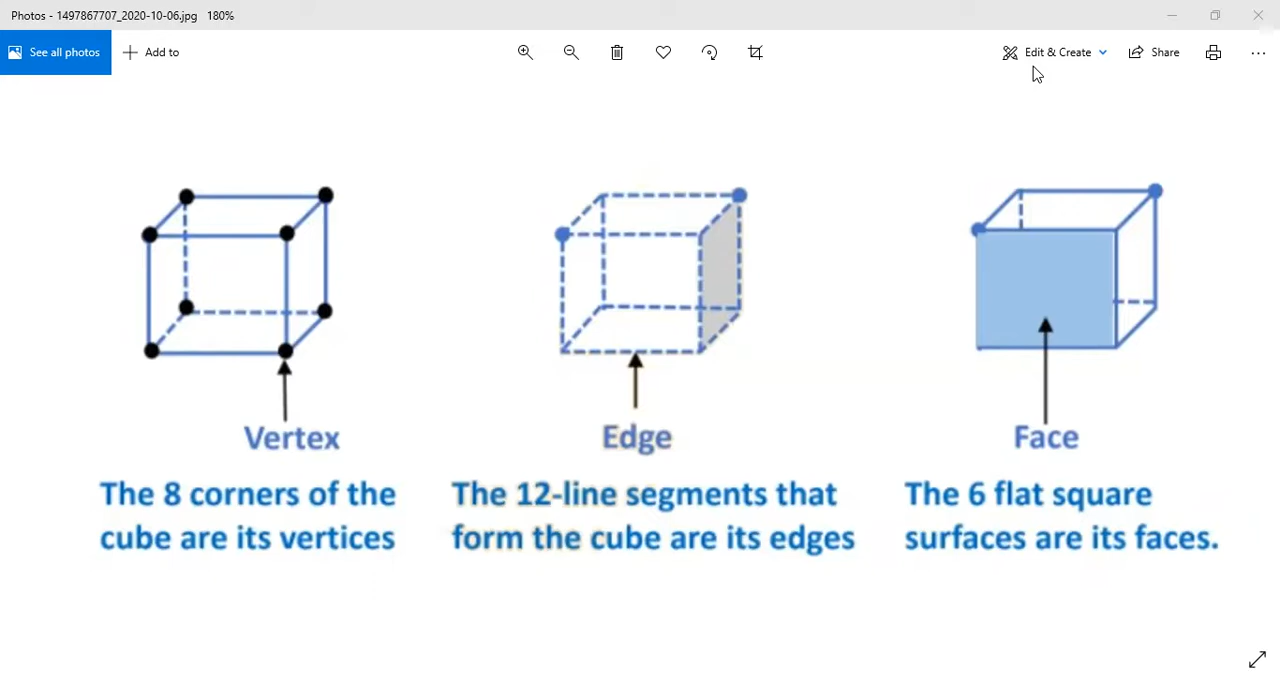 Photos - 1497867707_2020-10-06.jpg 180%
See all photos
Add to
Edit & Create
Share
Vertex
Edge
Face
The 8 corners of the
cube are its vertices
The 12-line segments that
form the cube are its edges
The 6 flat square
surfaces are its faces.